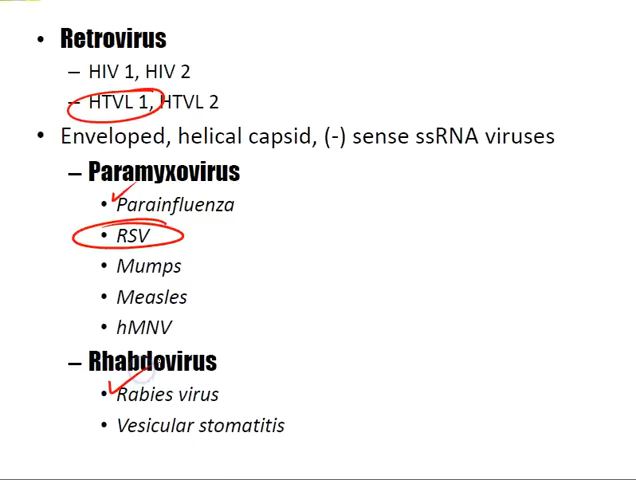 • Retrovirus
– HIV 1, HIV 2
– HTVL 1, HTVL 2
• Enveloped, helical capsid, (-) sense ssRNA viruses
– Paramyxovirus
• Parainfluenza
• RSV
• Mumps
• Measles
• hMNV
– Rhabdovirus
• Rabies virus
• Vesicular stomatitis